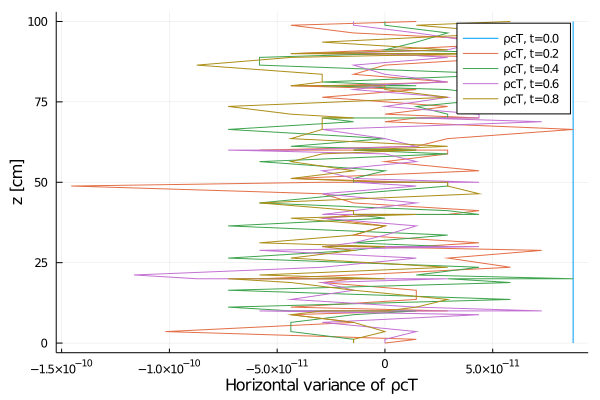 100
75
50
25
0
z [cm]
ρcT, t=0.0
ρcT, t=0.2
ρcT, t=0.4
ρcT, t=0.6
ρcT, t=0.8
−1.5×10⁻¹⁰
−1.0×10⁻¹⁰
−5.0×10⁻¹¹
0
5.0×10⁻¹¹
Horizontal variance of ρcT